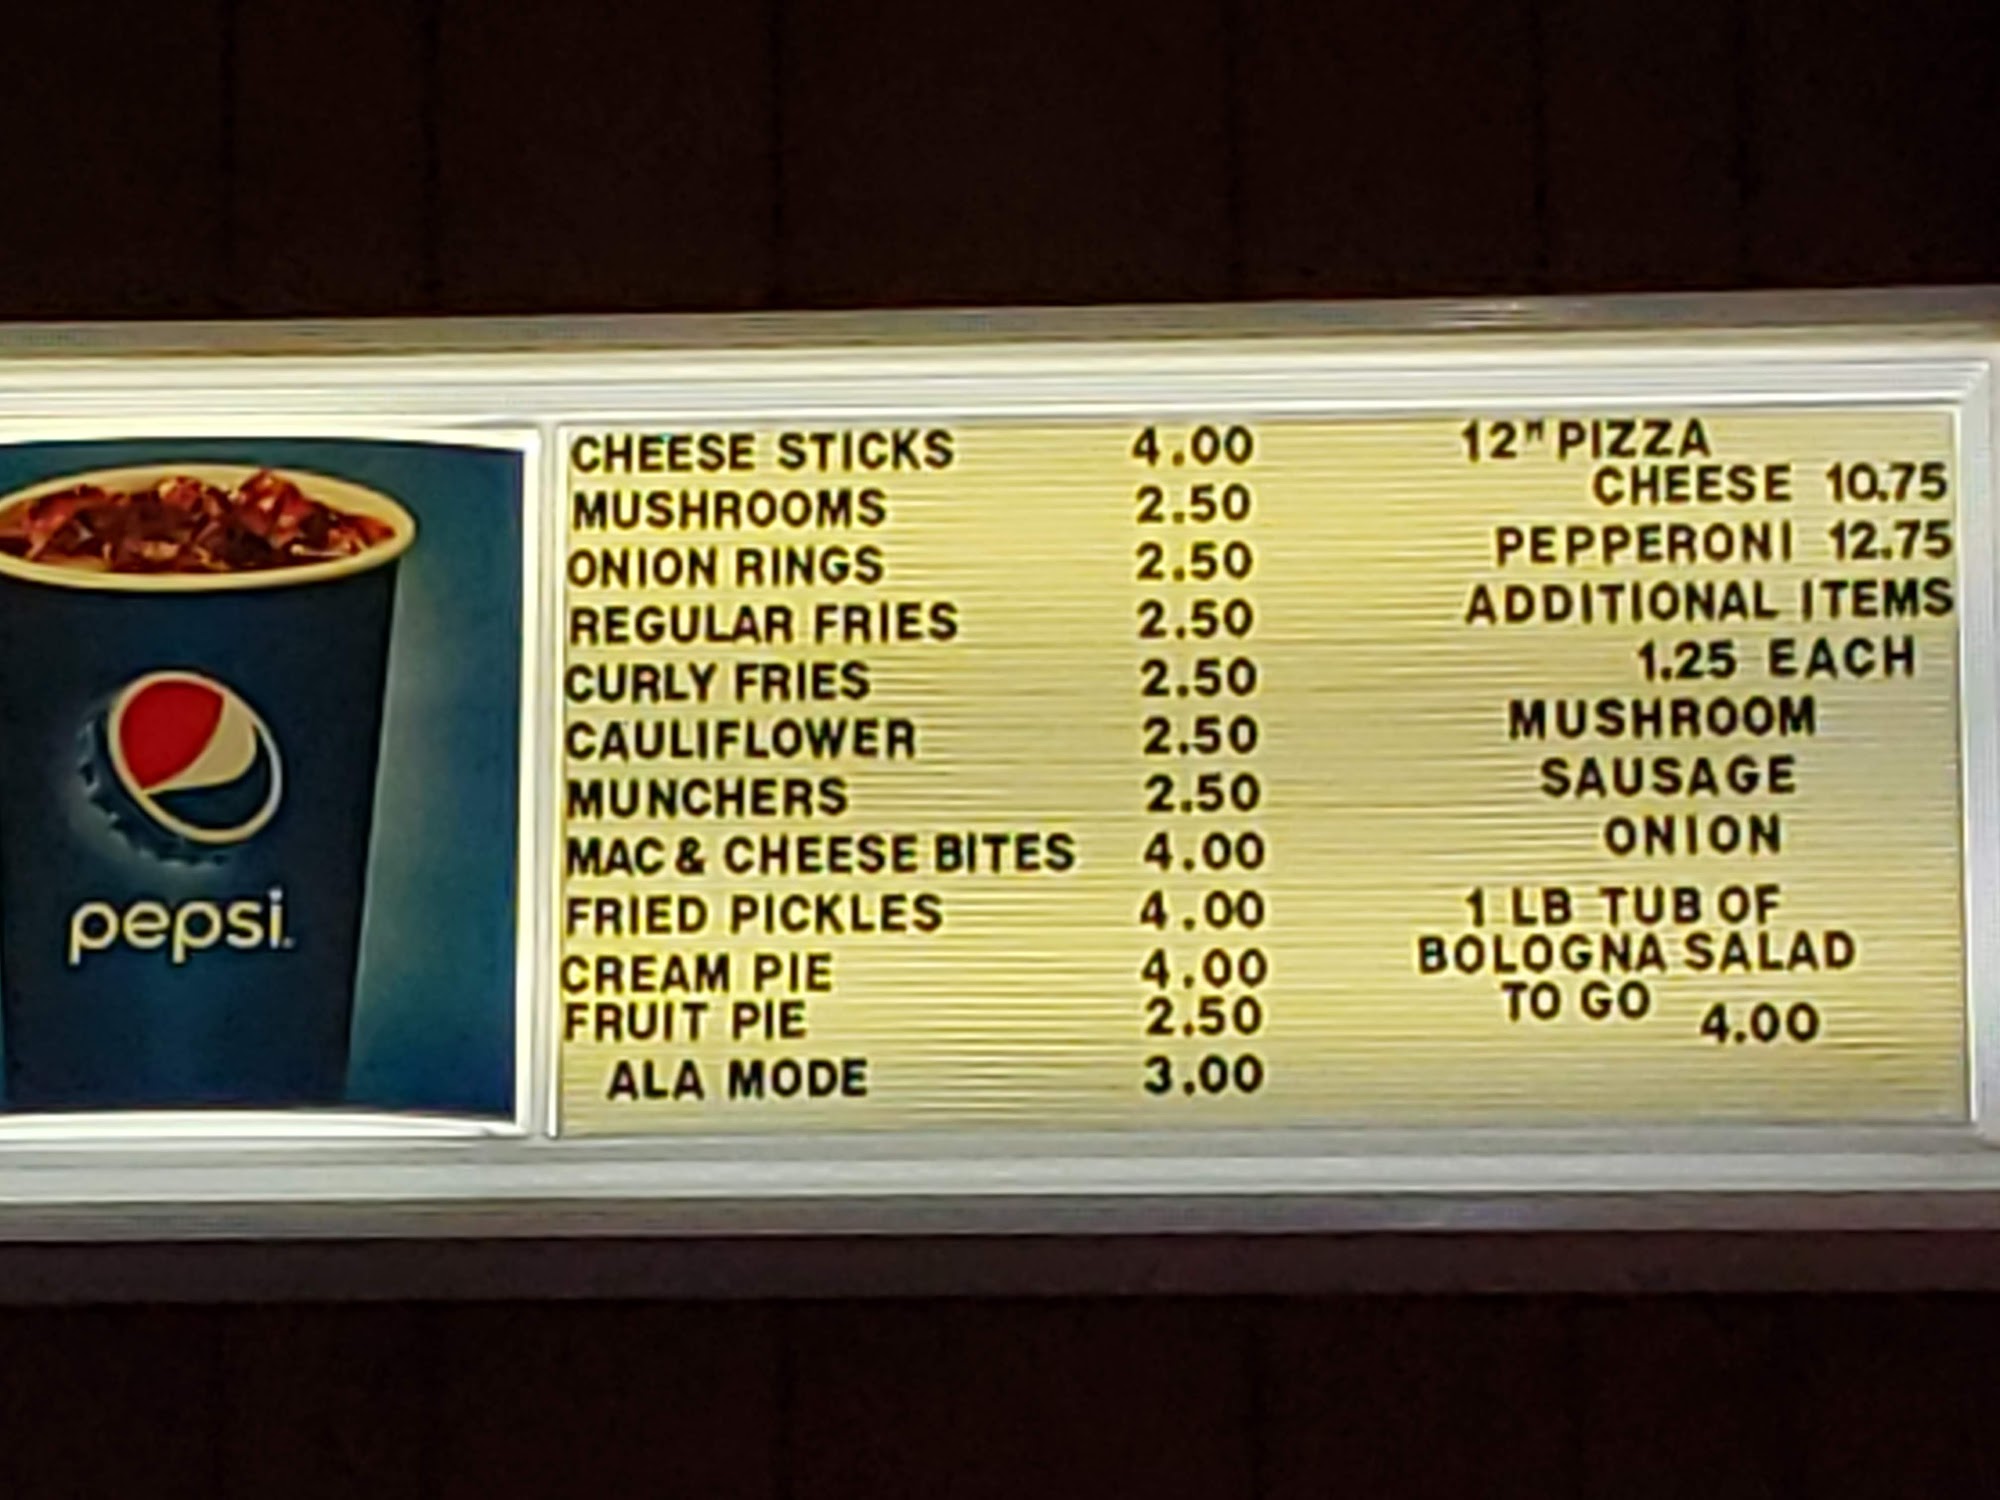 pepsi.
CHEESE STICKS 4.00
MUSHROOMS 2.50
ONION RINGS 2.50
REGULAR FRIES 2.50
CURLY FRIES 2.50
CAULIFLOWER 2.50
MUNCHERS 2.50
MAC & CHEESE BITES 4.00
FRIED PICKLES 4.00
CREAM PIE 4.00
FRUIT PIE 2.50
ALA MODE 3.00
12" PIZZA
CHEESE 10.75
PEPPERONI 12.75
ADDITIONAL ITEMS
1.25 EACH
MUSHROOM
SAUSAGE
ONION
1 LB TUB OF
BOLOGNA SALAD
TO GO 4.00